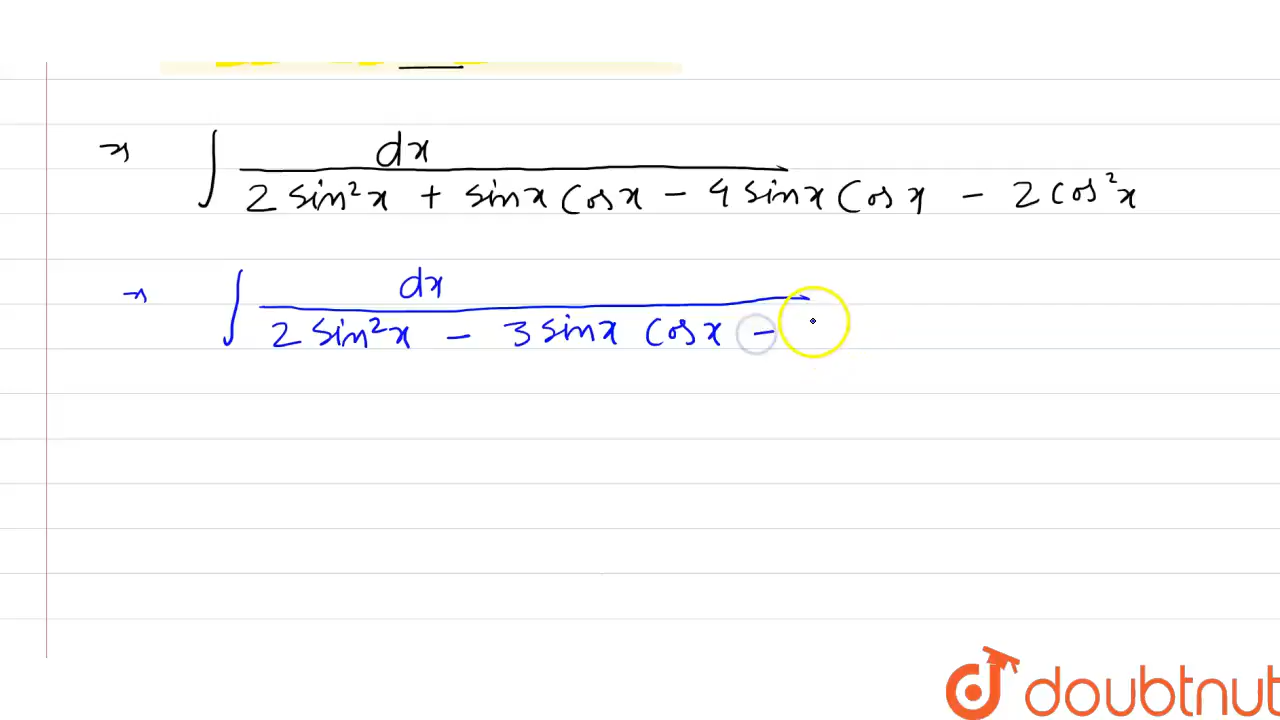 ⇒ ∫ dx / 2 sin²x + sinx cosx − 4 sinx cosx − 2 cos²x
⇒ ∫ dx / 2 sin²x − 3 sinx cosx −
doubtnut